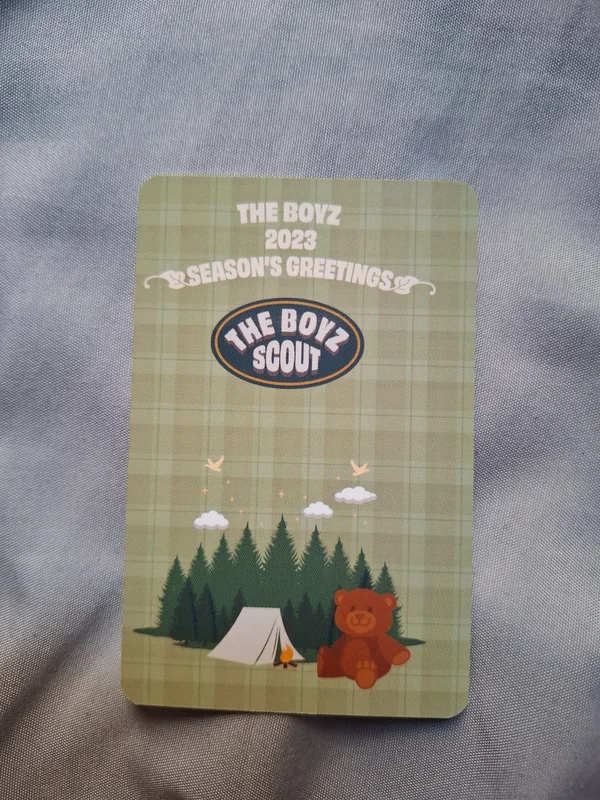 THE BOYZ
2023
SEASON'S GREETINGS
THE BOYZ
SCOUT